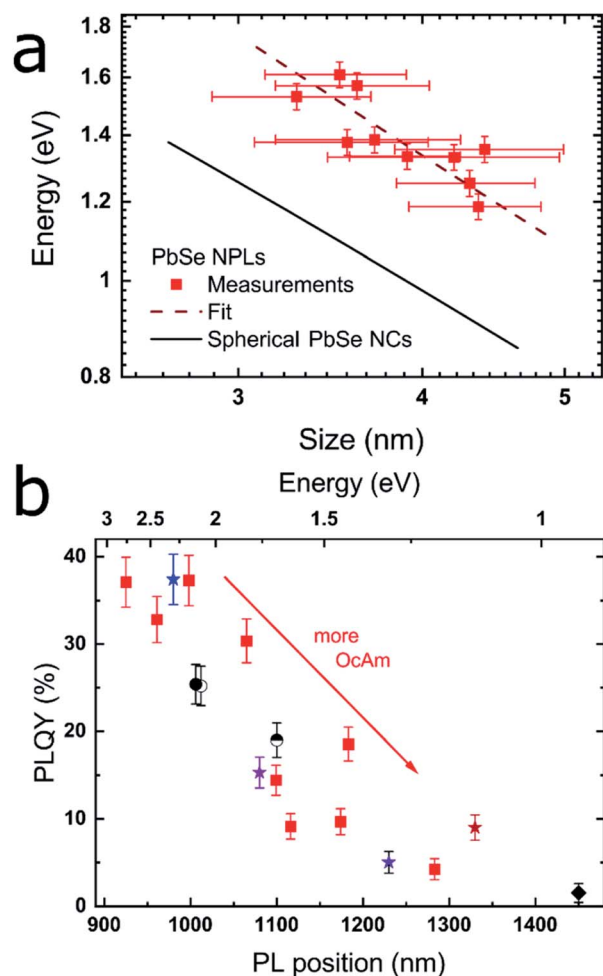 a
1.8
1.6
1.4
1.2
1
0.8
Energy (eV)
PbSe NPLs
Measurements
Fit
Spherical PbSe NCs
3
4
5
Size (nm)
b
Energy (eV)
3
2.5
2
1.5
1
40
30
20
10
0
PLQY (%)
more
OcAm
900
1000
1100
1200
1300
1400
PL position (nm)